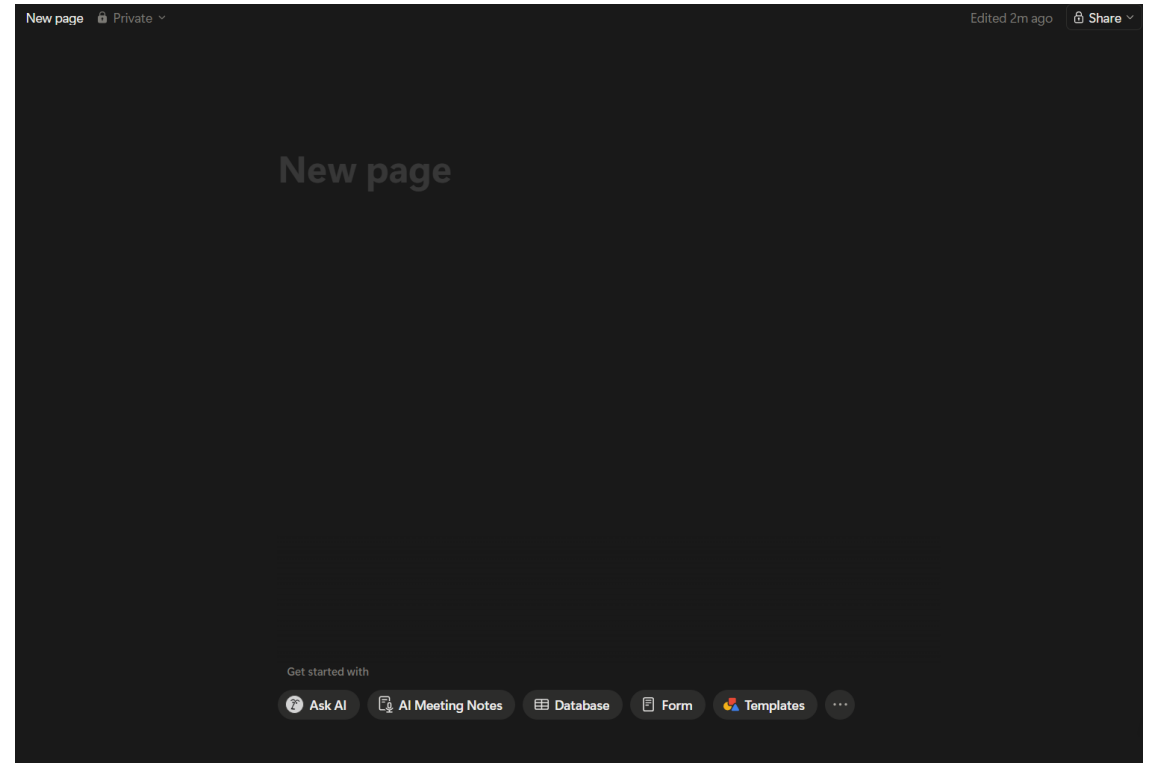 New page Private Edited 2m ago Share
New page
Get started with
Ask AI AI Meeting Notes Database Form Templates ...